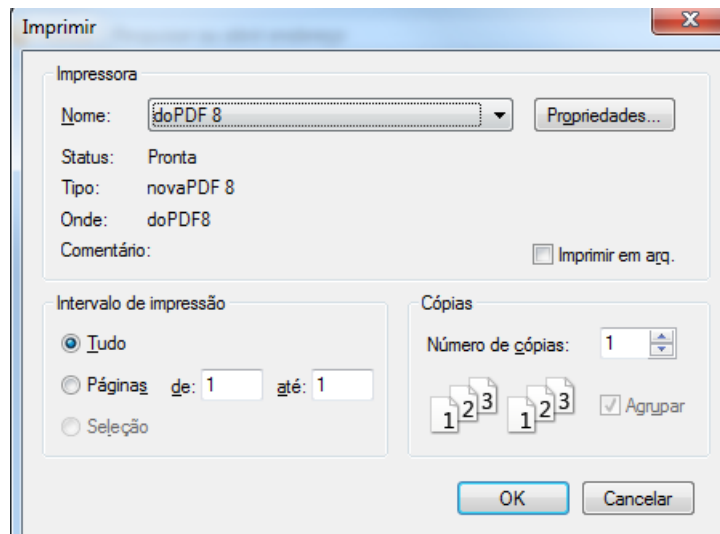 Imprimir
Impressora
Nome: doPDF 8 Propriedades...
Status: Pronta
Tipo: novaPDF 8
Onde: doPDF8
Comentário: Imprimir em arq.
Intervalo de impressão
Tudo
Páginas de: 1 até: 1
Seleção
Cópias
Número de cópias: 1
1 2 3 1 2 3 Agrupar
OK Cancelar